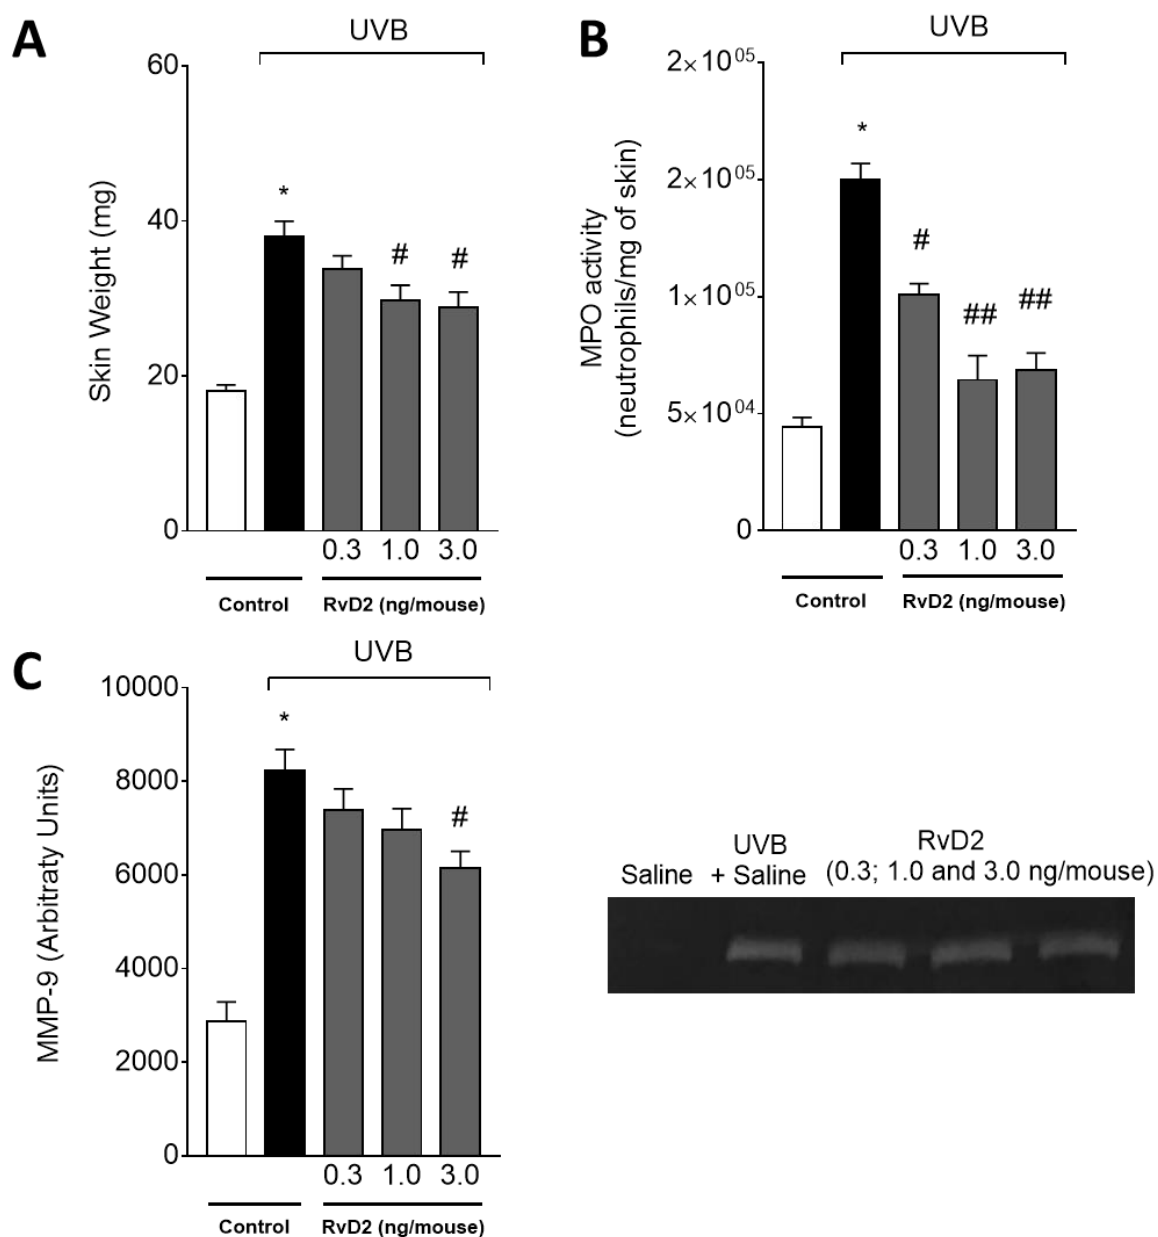 A
UVB
60
40
20
0
Skin Weight (mg)
*
#
#
0.3 1.0 3.0
Control RvD2 (ng/mouse)
B
UVB
2×10⁰⁵
2×10⁰⁵
1×10⁰⁵
5×10⁰⁴
0
MPO activity
(neutrophils/mg of skin)
*
#
##
##
0.3 1.0 3.0
Control RvD2 (ng/mouse)
C
UVB
10000
8000
6000
4000
2000
0
MMP-9 (Arbitraty Units)
*
#
0.3 1.0 3.0
Control RvD2 (ng/mouse)
Saline
UVB
+ Saline
RvD2
(0.3; 1.0 and 3.0 ng/mouse)